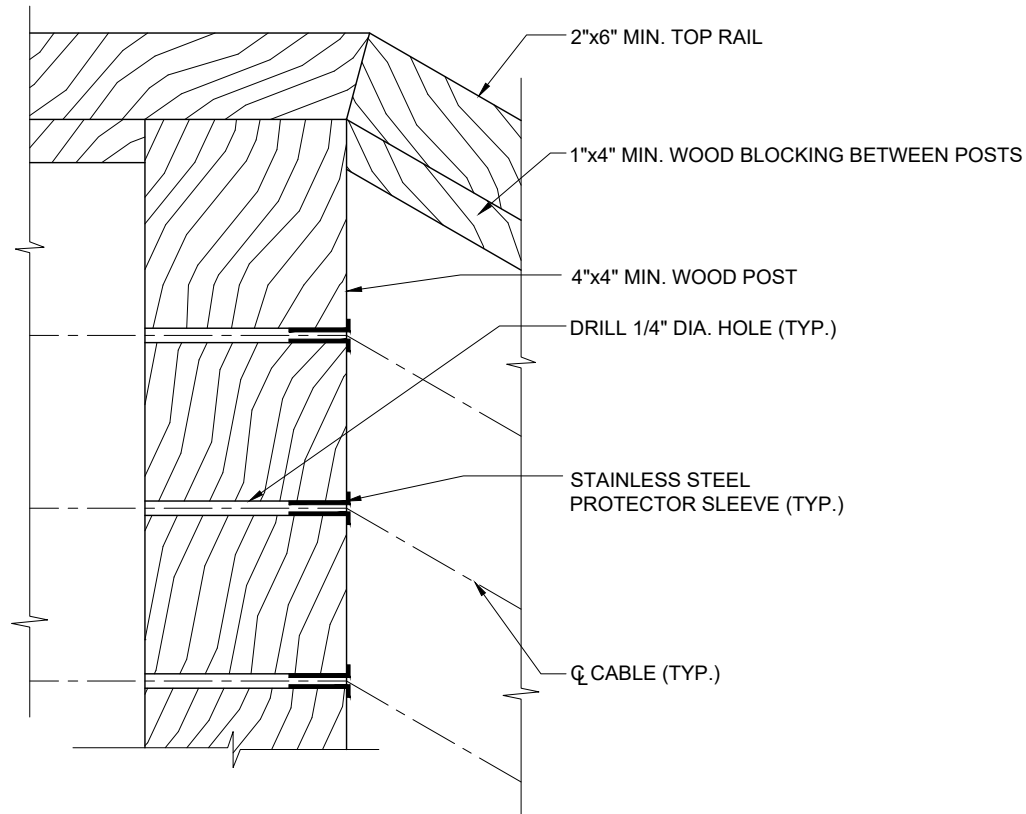 2"x6" MIN. TOP RAIL
1"x4" MIN. WOOD BLOCKING BETWEEN POSTS
4"x4" MIN. WOOD POST
DRILL 1/4" DIA. HOLE (TYP.)
STAINLESS STEEL
PROTECTOR SLEEVE (TYP.)
℄ CABLE (TYP.)